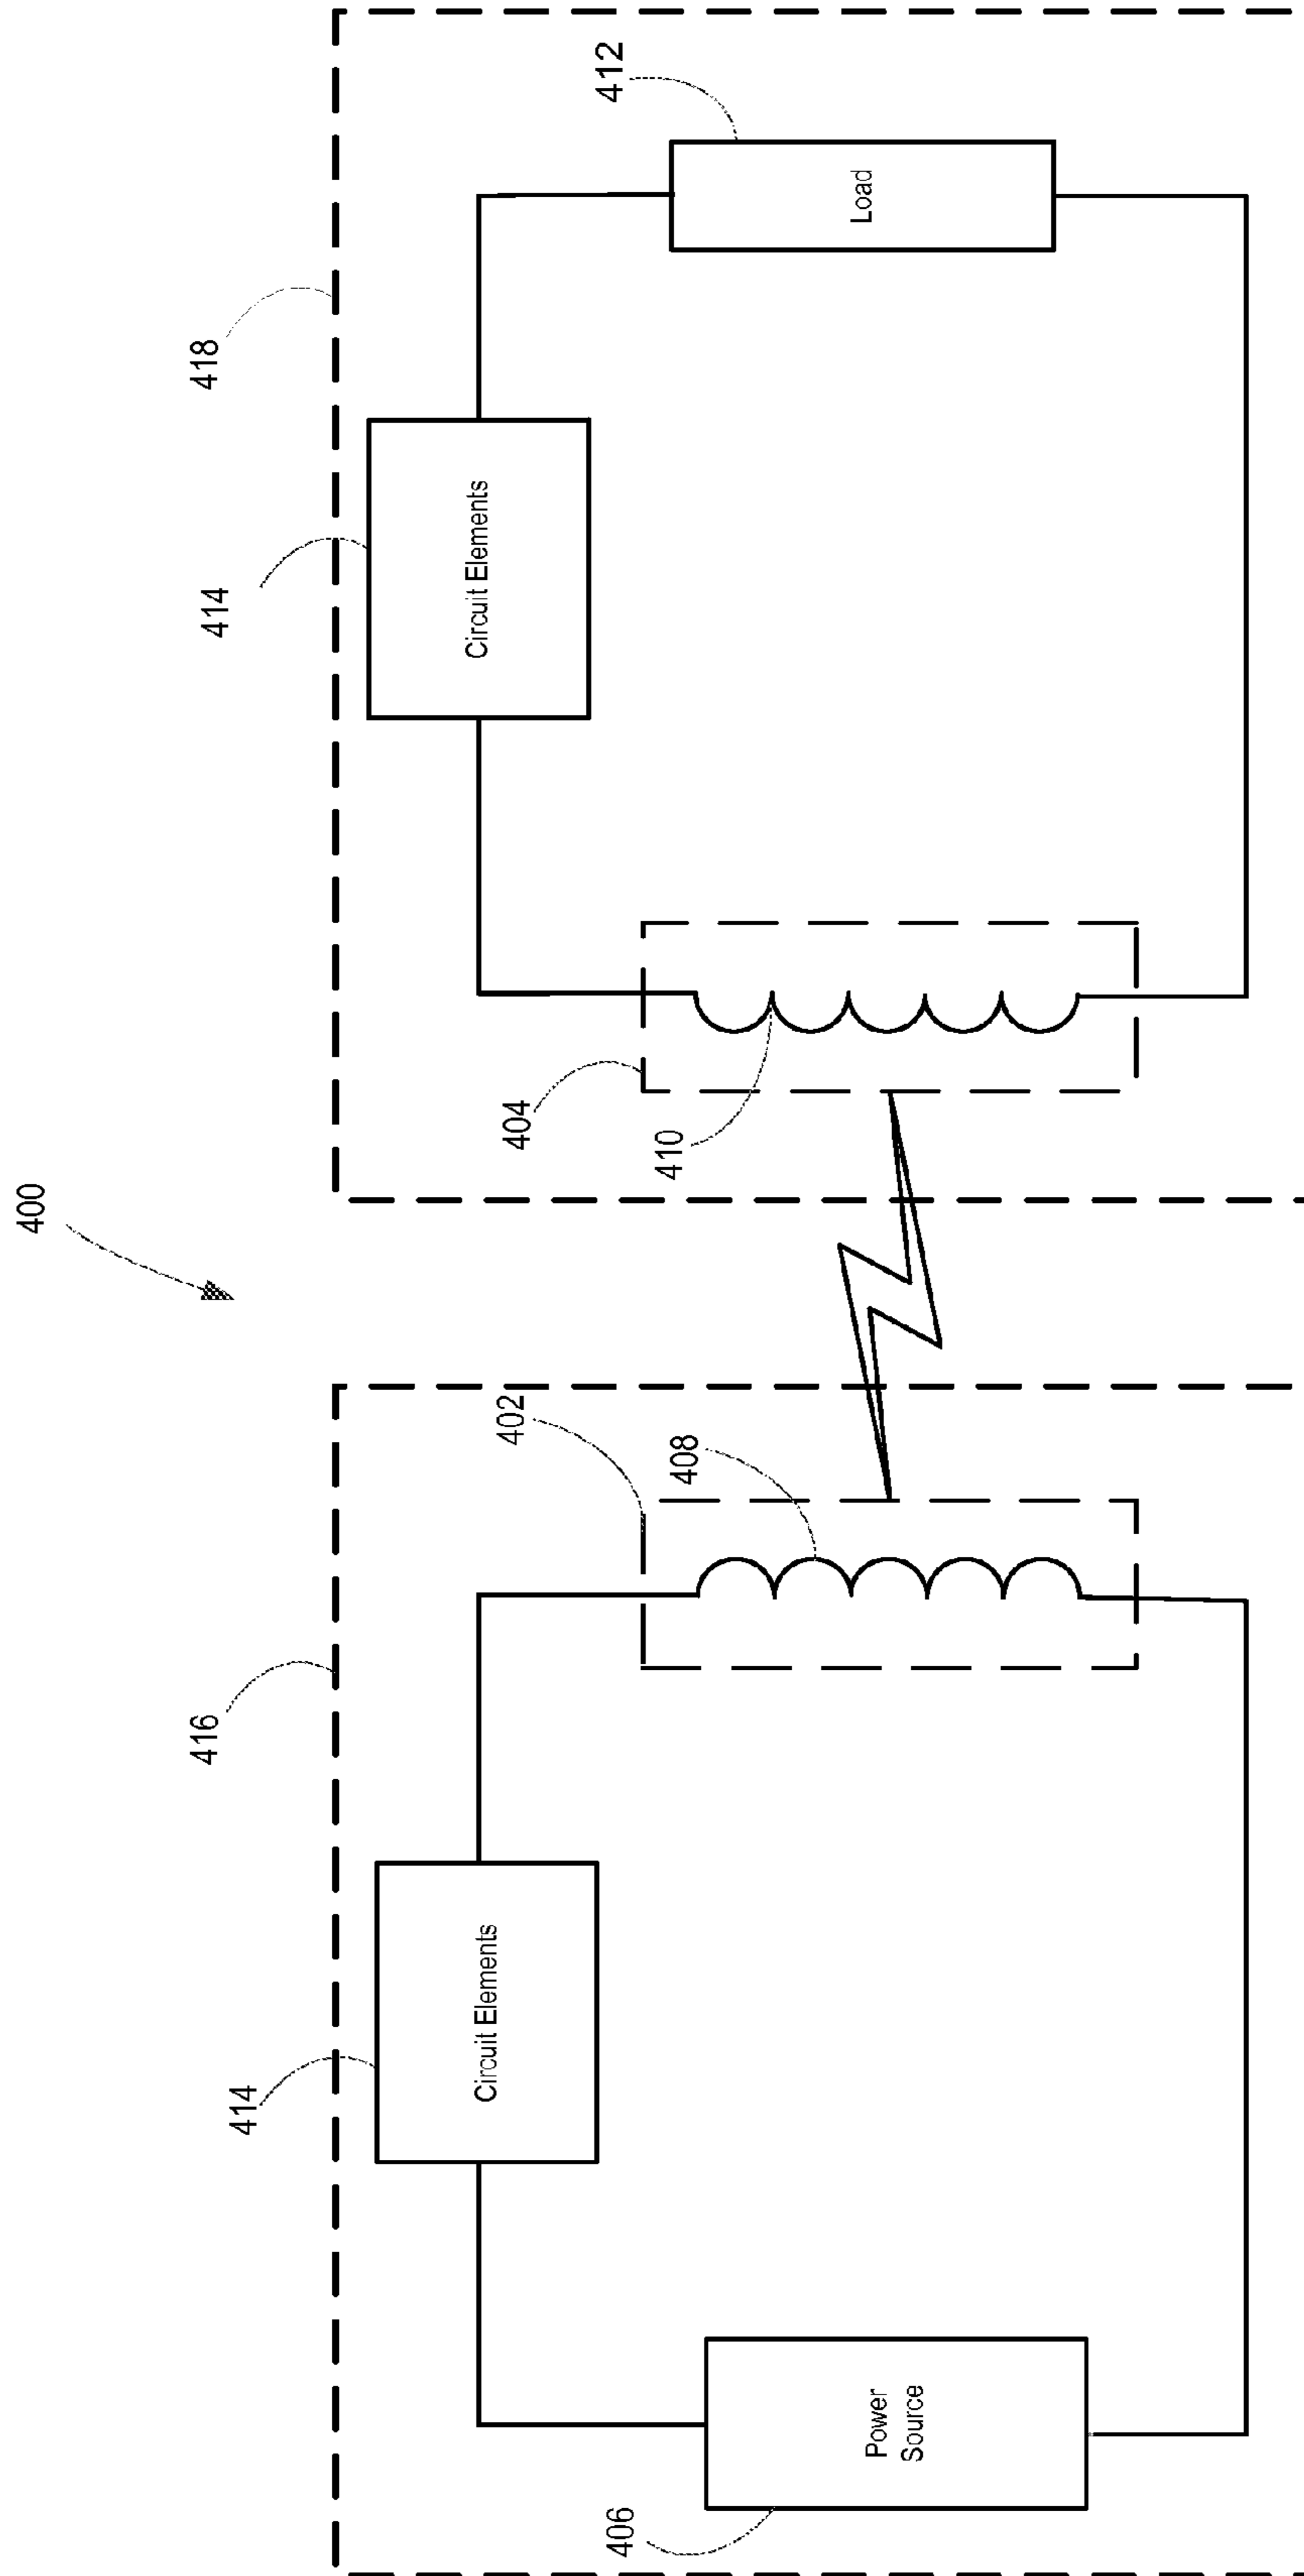 400
416
418
414
Circuit Elements
414
Circuit Elements
402
408
404
410
412
Load
406
Power
Source